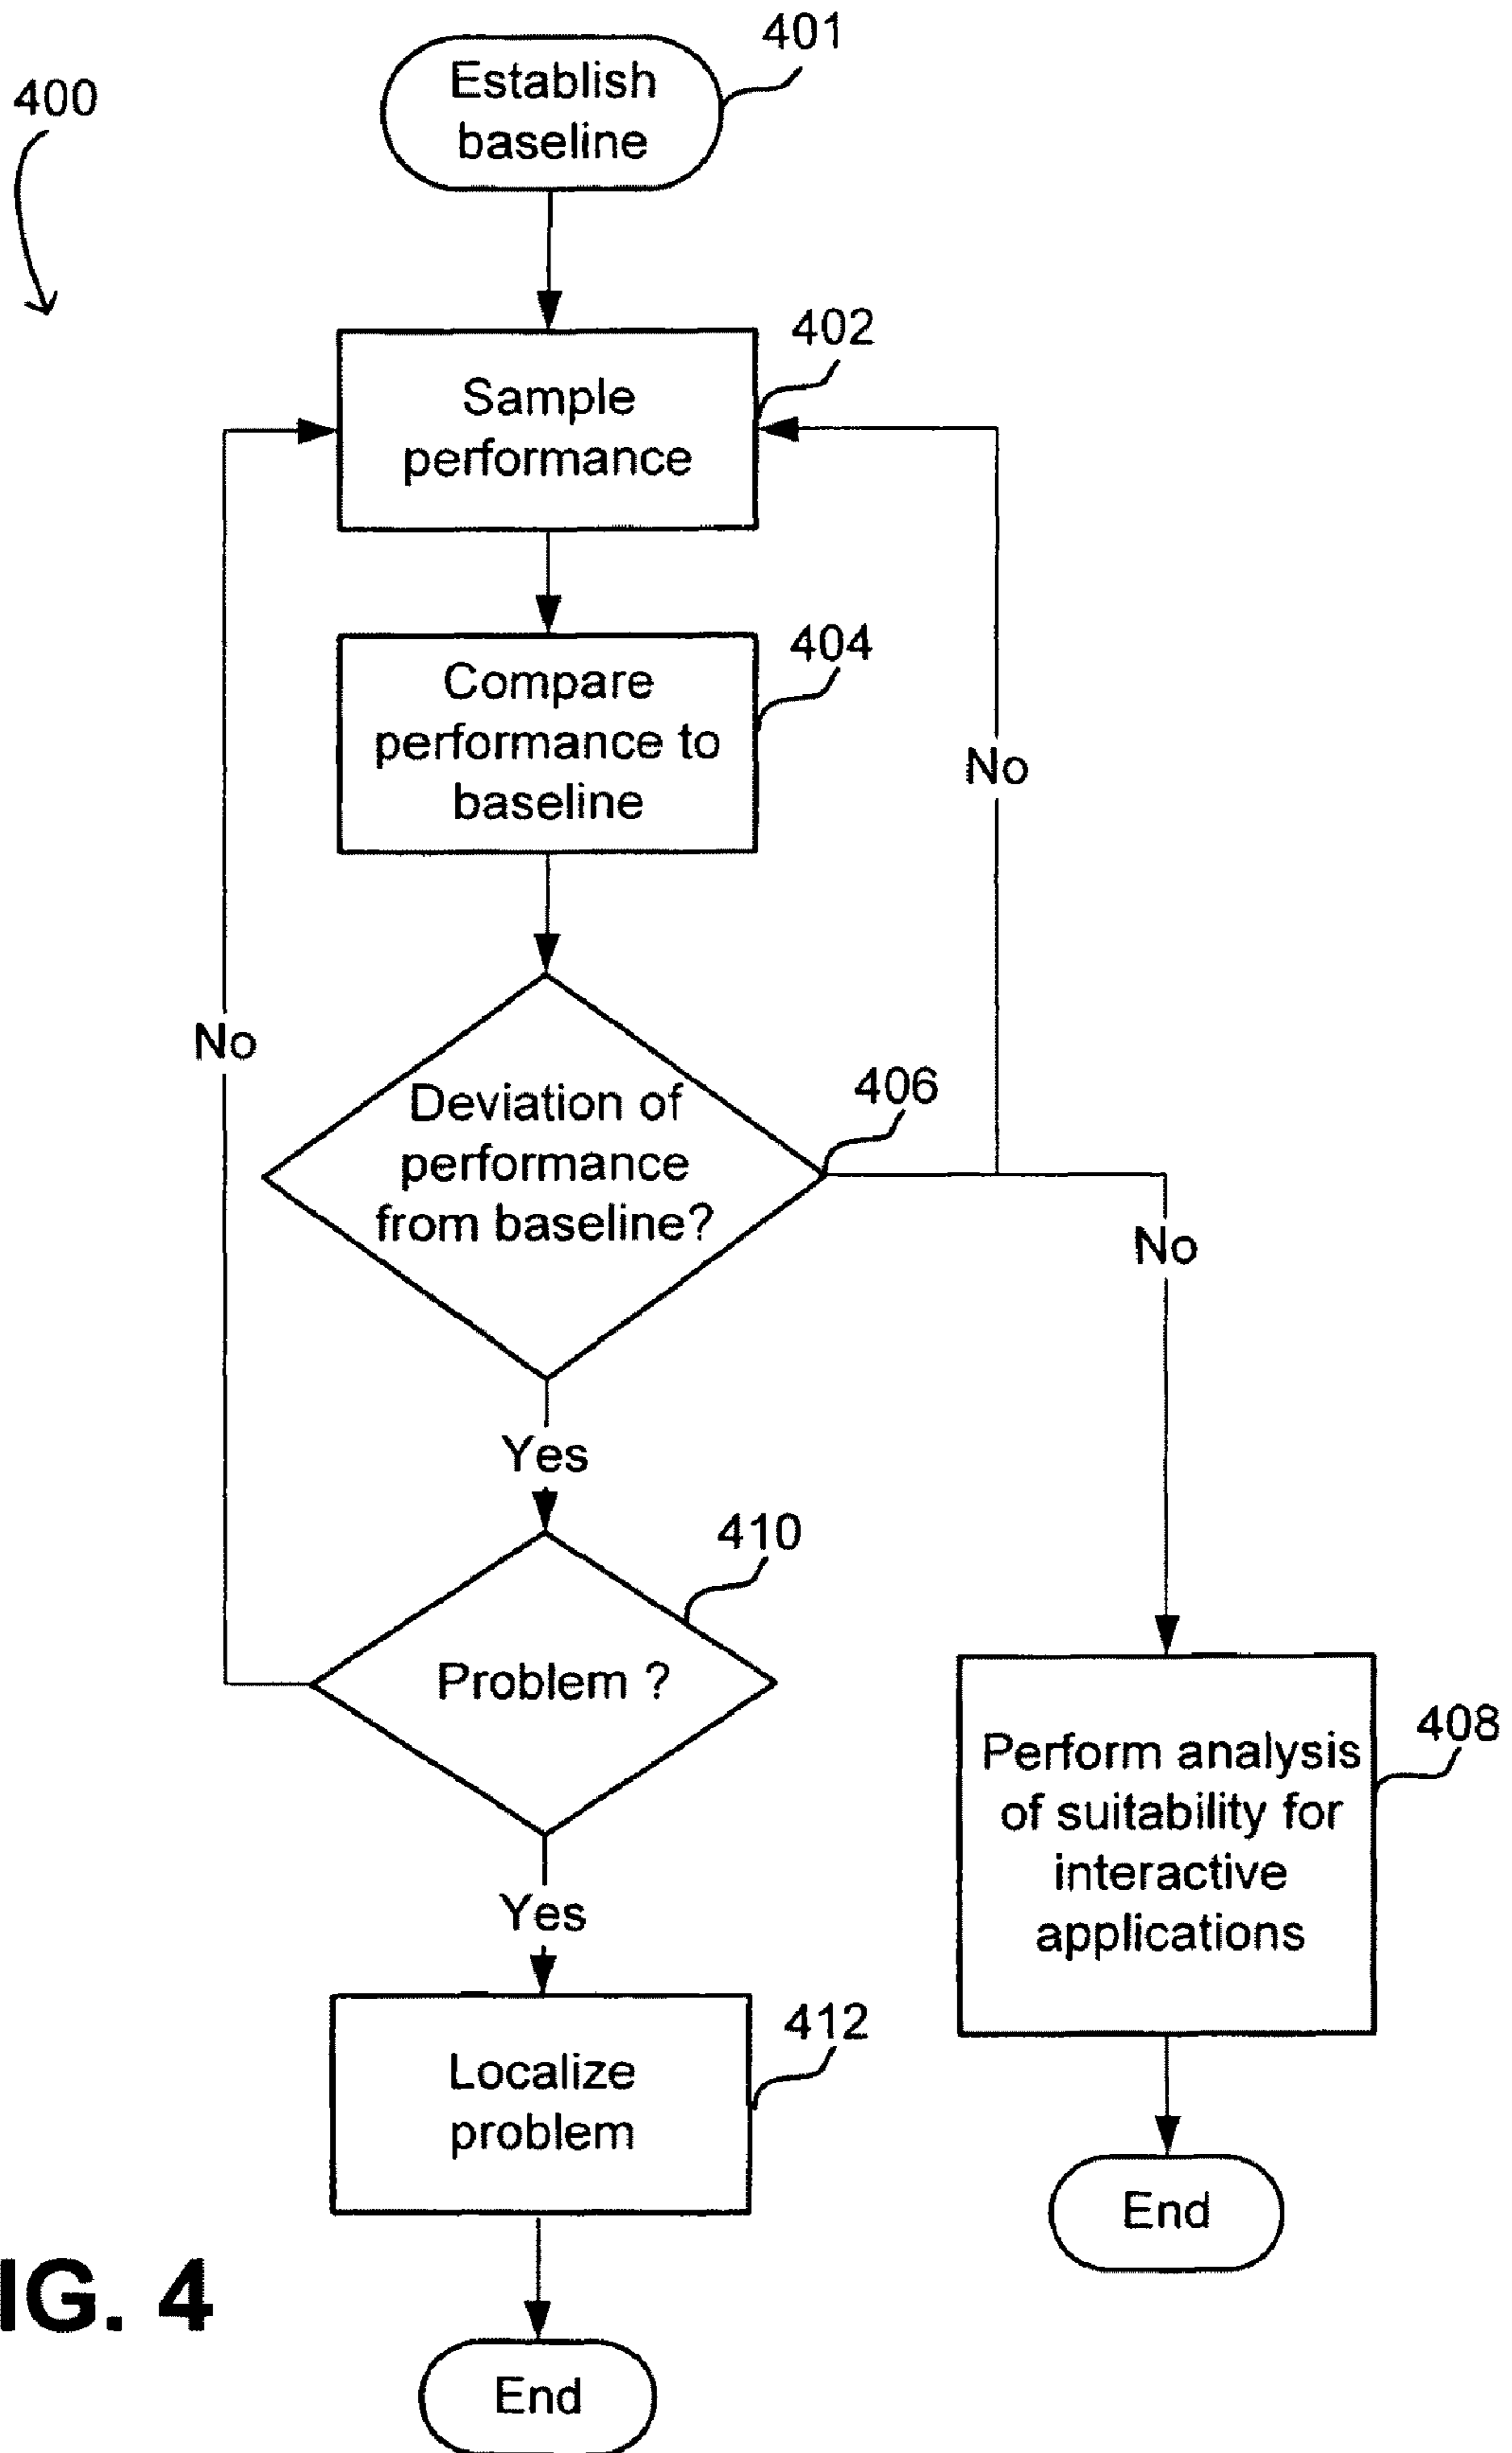 401
Establish
baseline
400
402
Sample
performance
404
Compare
performance to
baseline
No
No
406
Deviation of
performance
from baseline?
No
Yes
410
Problem ?
408
Perform analysis
of suitability for
interactive
applications
Yes
412
Localize
problem
End
IG. 4
End